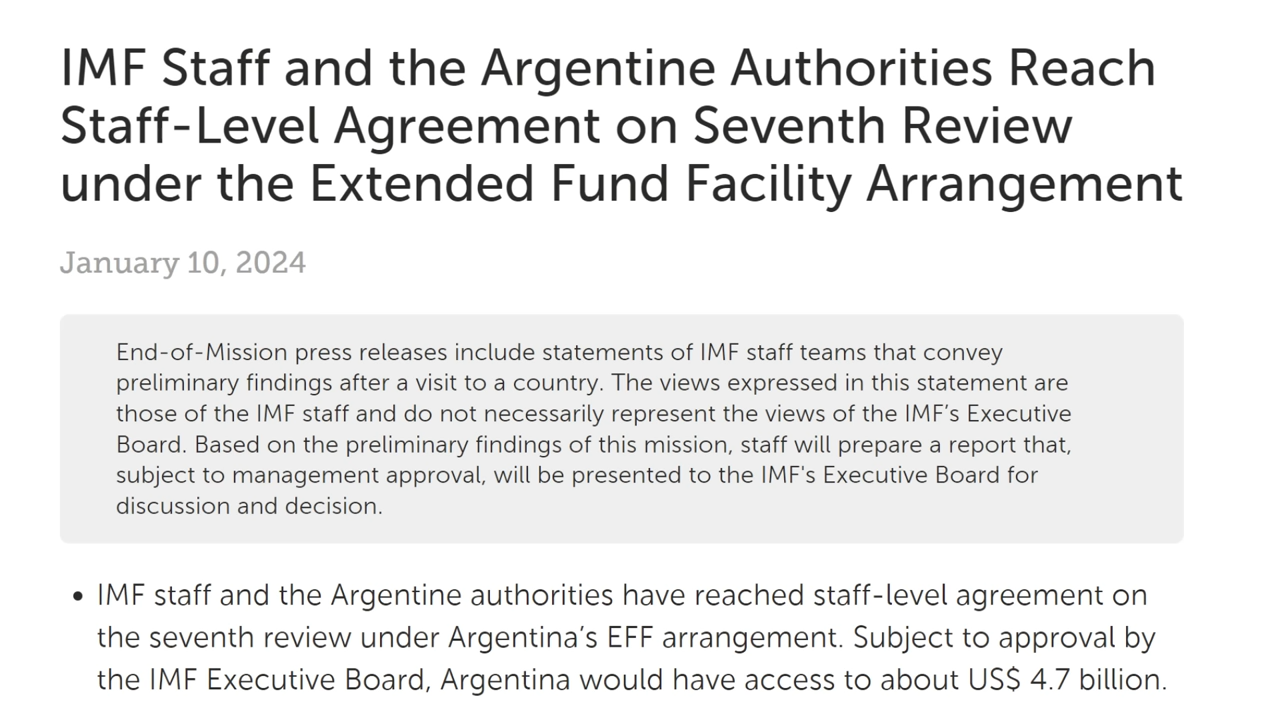 IMF Staff and the Argentine Authorities Reach
Staff-Level Agreement on Seventh Review
under the Extended Fund Facility Arrangement
January 10, 2024
End-of-Mission press releases include statements of IMF staff teams that convey
preliminary findings after a visit to a country. The views expressed in this statement are
those of the IMF staff and do not necessarily represent the views of the IMF’s Executive
Board. Based on the preliminary findings of this mission, staff will prepare a report that,
subject to management approval, will be presented to the IMF's Executive Board for
discussion and decision.
• IMF staff and the Argentine authorities have reached staff-level agreement on
the seventh review under Argentina’s EFF arrangement. Subject to approval by
the IMF Executive Board, Argentina would have access to about US$ 4.7 billion.